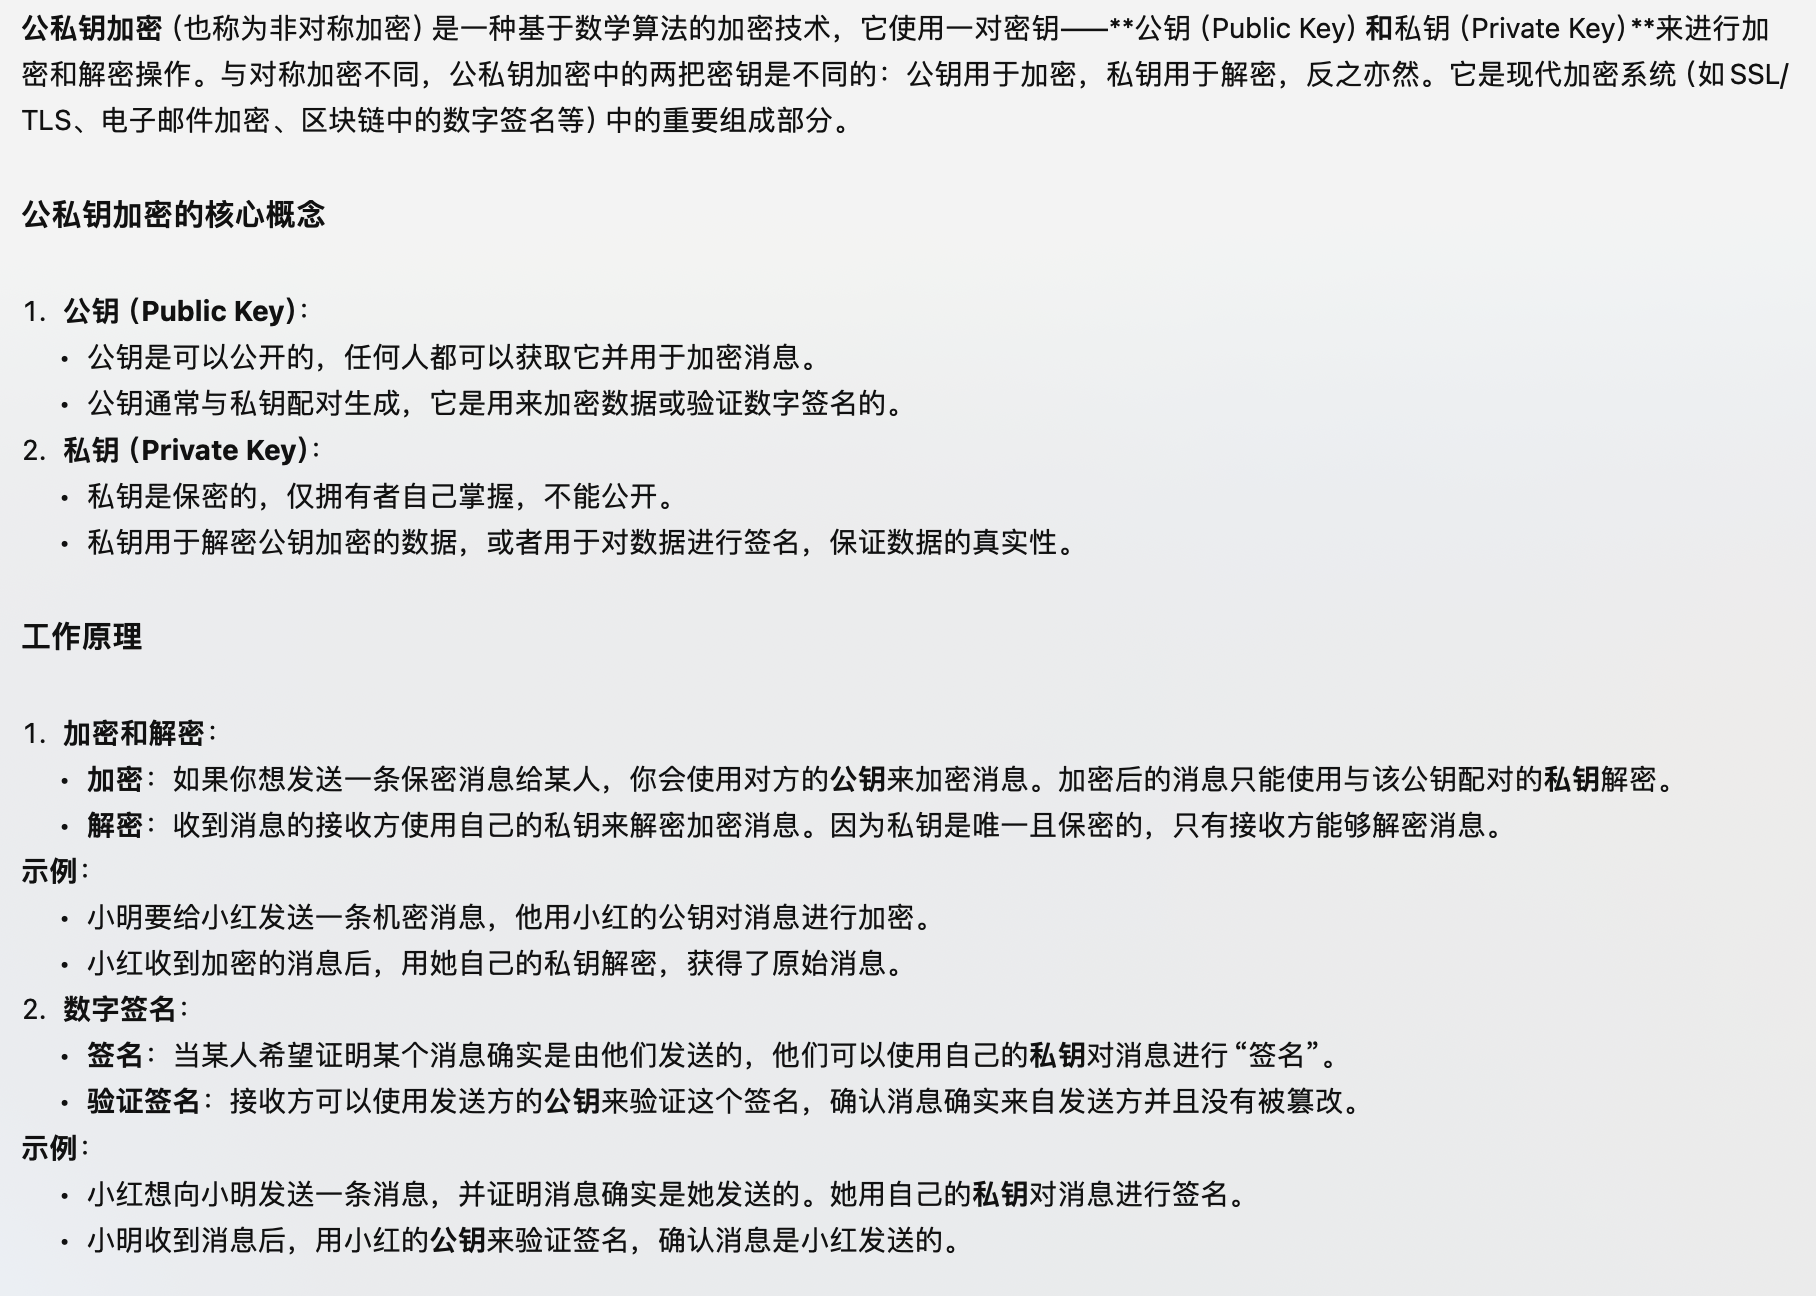 公私钥加密（也称为非对称加密）是一种基于数学算法的加密技术，它使用一对密钥——**公钥（Public Key）和私钥（Private Key）**来进行加
密和解密操作。与对称加密不同，公私钥加密中的两把密钥是不同的：公钥用于加密，私钥用于解密，反之亦然。它是现代加密系统（如 SSL/
TLS、电子邮件加密、区块链中的数字签名等）中的重要组成部分。
公私钥加密的核心概念
1. 公钥（Public Key）：
• 公钥是可以公开的，任何人都可以获取它并用于加密消息。
• 公钥通常与私钥配对生成，它是用来加密数据或验证数字签名的。
2. 私钥（Private Key）：
• 私钥是保密的，仅拥有者自己掌握，不能公开。
• 私钥用于解密公钥加密的数据，或者用于对数据进行签名，保证数据的真实性。
工作原理
1. 加密和解密：
• 加密：如果你想发送一条保密消息给某人，你会使用对方的公钥来加密消息。加密后的消息只能使用与该公钥配对的私钥解密。
• 解密：收到消息的接收方使用自己的私钥来解密加密消息。因为私钥是唯一且保密的，只有接收方能够解密消息。
示例：
• 小明要给小红发送一条机密消息，他用小红的公钥对消息进行加密。
• 小红收到加密的消息后，用她自己的私钥解密，获得了原始消息。
2. 数字签名：
• 签名：当某人希望证明某个消息确实是由他们发送的，他们可以使用自己的私钥对消息进行“签名”。
• 验证签名：接收方可以使用发送方的公钥来验证这个签名，确认消息确实来自发送方并且没有被篡改。
示例：
• 小红想向小明发送一条消息，并证明消息确实是她发送的。她用自己的私钥对消息进行签名。
• 小明收到消息后，用小红的公钥来验证签名，确认消息是小红发送的。